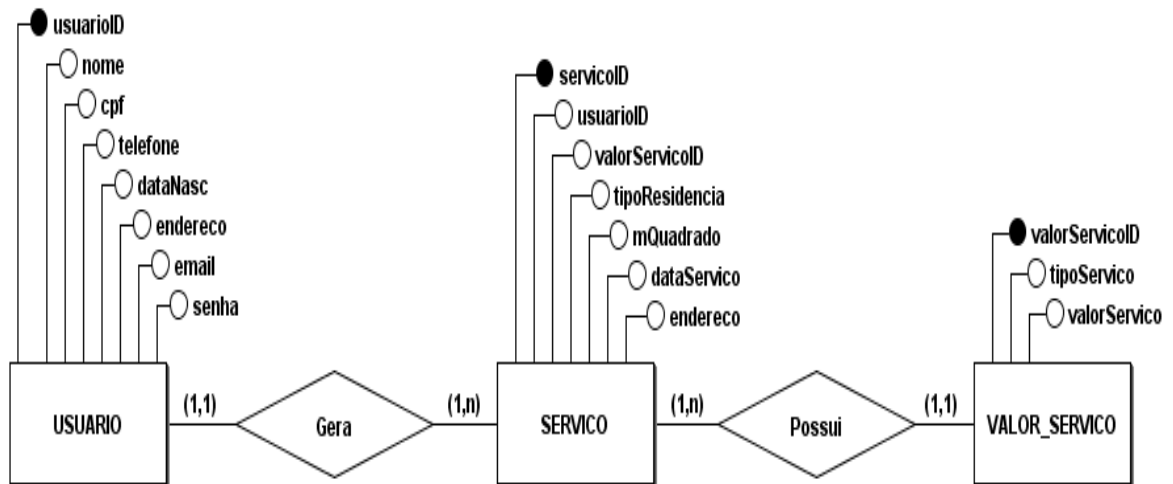 usuarioID
nome
cpf
telefone
dataNasc
endereco
email
senha
servicoID
usuarioID
valorServicoID
tipoResidencia
mQuadrado
dataServico
endereco
valorServicoID
tipoServico
valorServico
USUARIO
(1,1)
Gera
(1,n)
SERVICO
(1,n)
Possui
(1,1)
VALOR_SERVICO